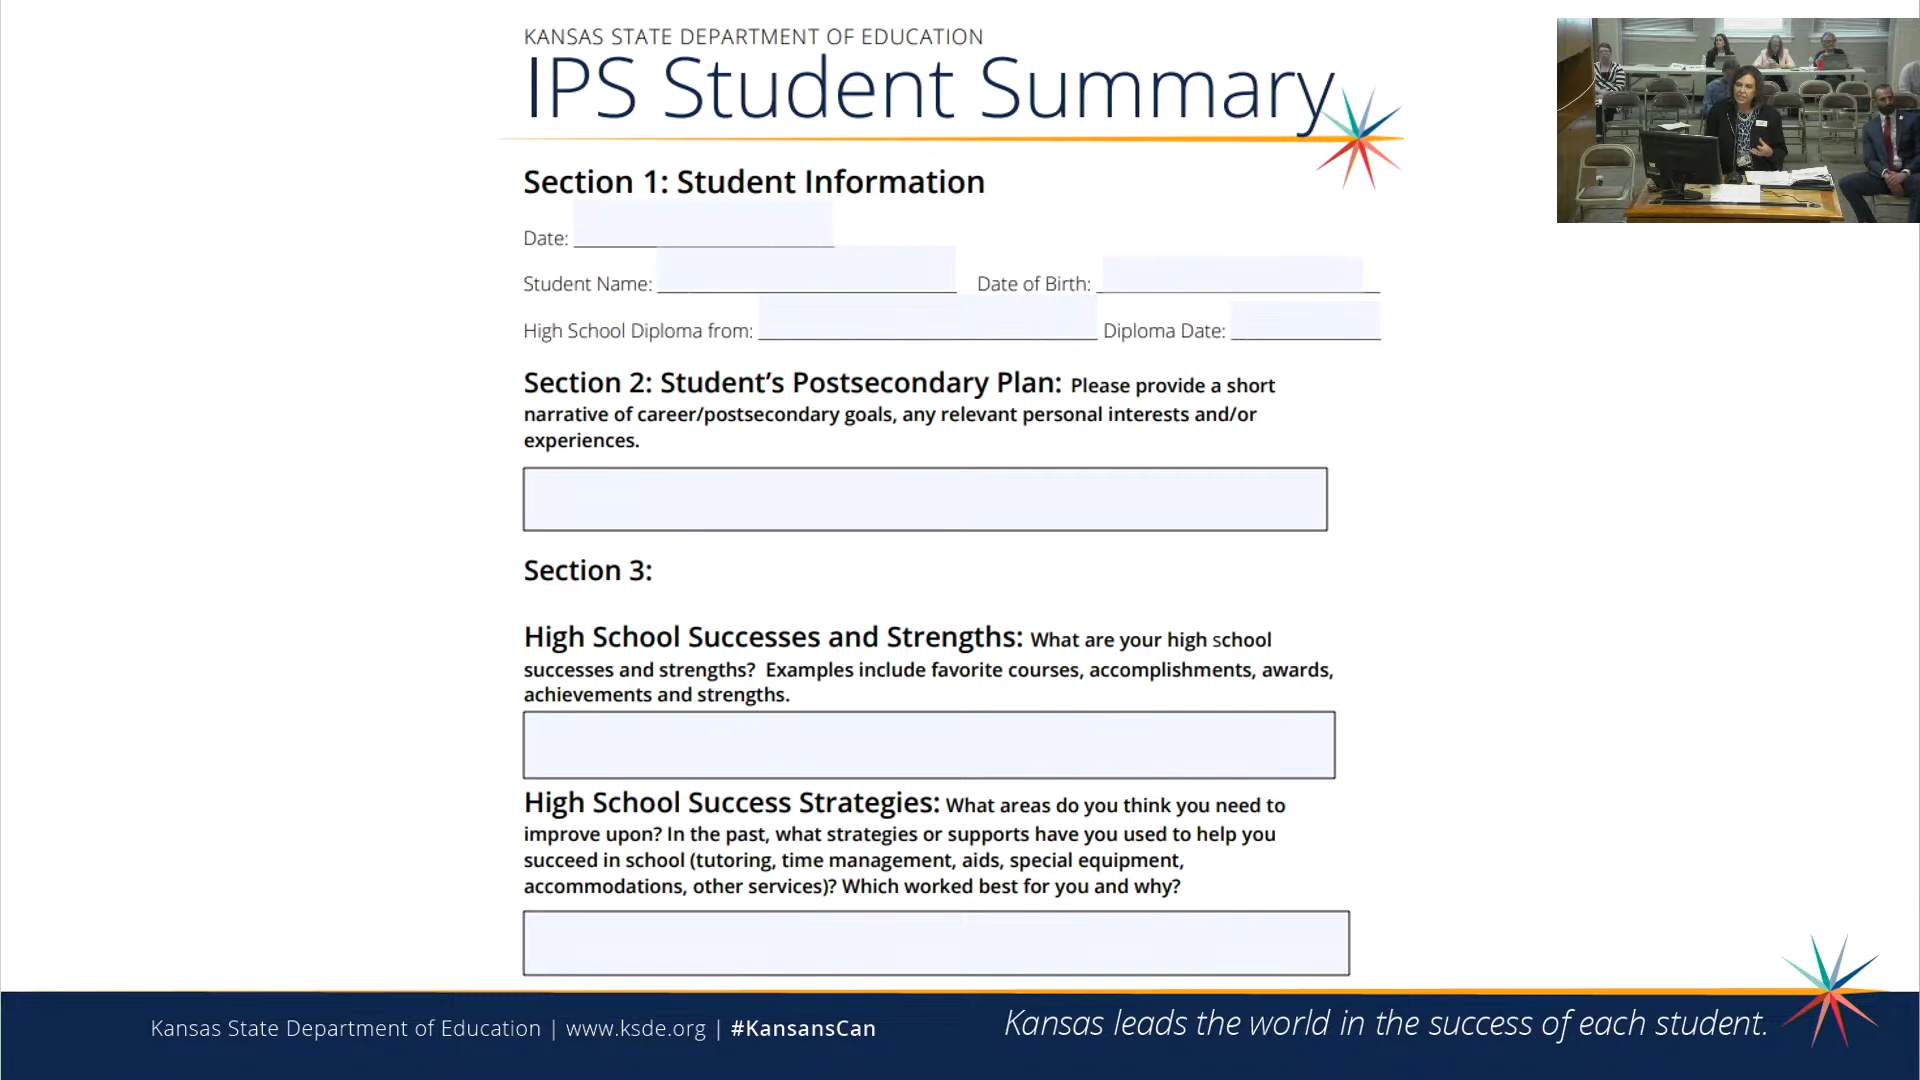 KANSAS STATE DEPARTMENT OF EDUCATION
IPS Student Summary
Section 1: Student Information
Date:
Student Name: Date of Birth:
High School Diploma from: Diploma Date:
Section 2: Student’s Postsecondary Plan: Please provide a short
narrative of career/postsecondary goals, any relevant personal interests and/or
experiences.
Section 3:
High School Successes and Strengths: What are your high school
successes and strengths? Examples include favorite courses, accomplishments, awards,
achievements and strengths.
High School Success Strategies: What areas do you think you need to
improve upon? In the past, what strategies or supports have you used to help you
succeed in school (tutoring, time management, aids, special equipment,
accommodations, other services)? Which worked best for you and why?
Kansas State Department of Education | www.ksde.org | #KansansCan
Kansas leads the world in the success of each student.